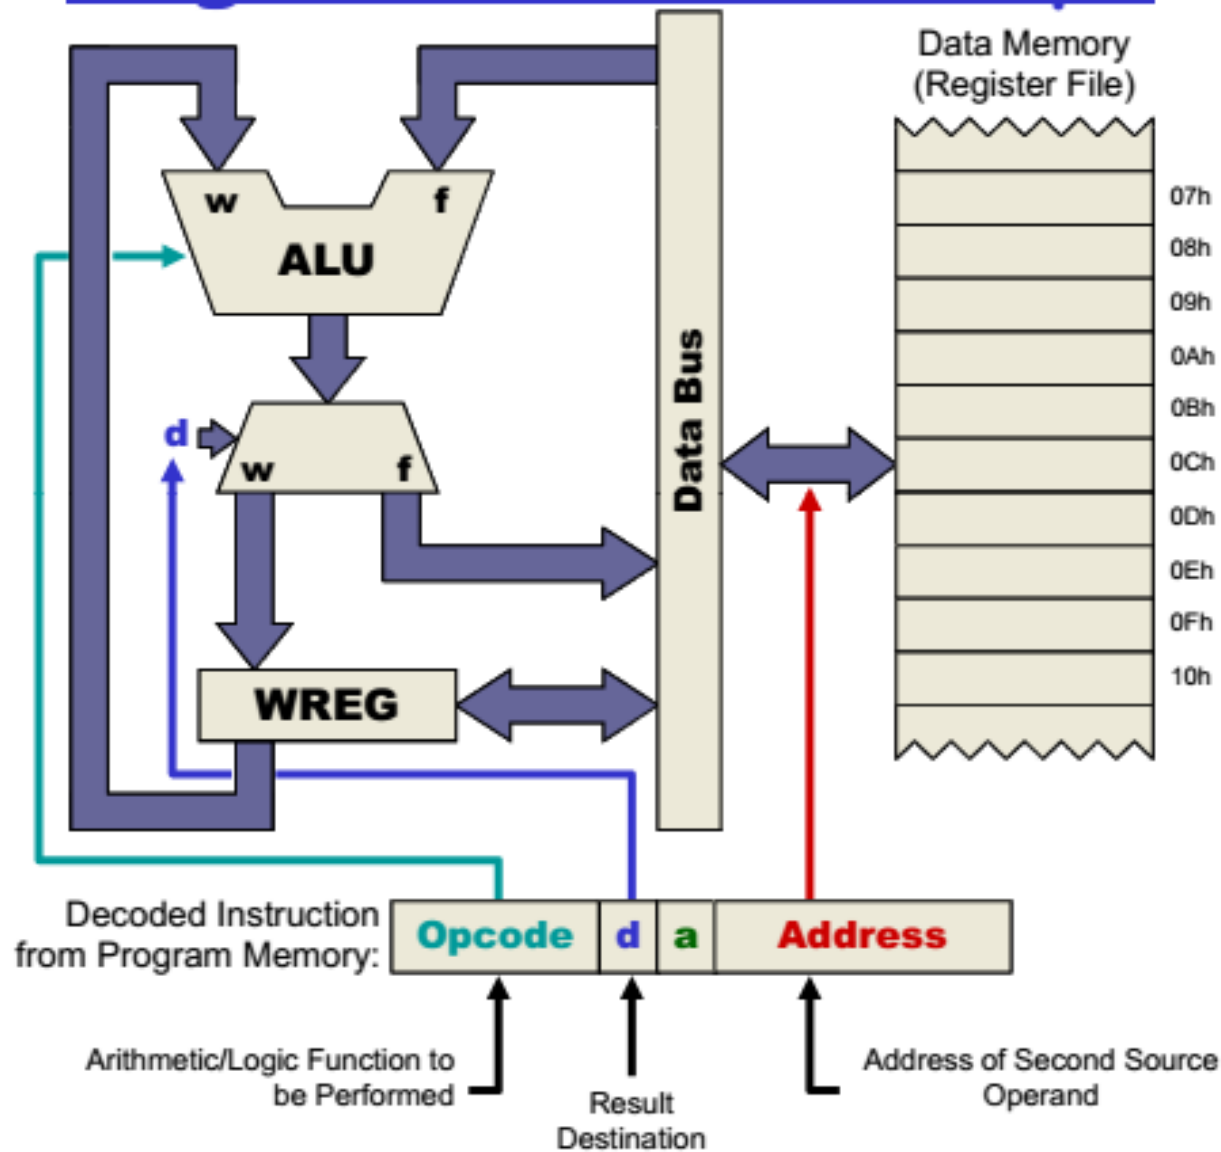 Data Memory
(Register File)
w
f
ALU
07h
08h
09h
0Ah
0Bh
0Ch
0Dh
0Eh
0Fh
10h
d
w
f
Data Bus
WREG
Decoded Instruction
from Program Memory:
Opcode
d
a
Address
Arithmetic/Logic Function to
be Performed
Result
Destination
Address of Second Source
Operand